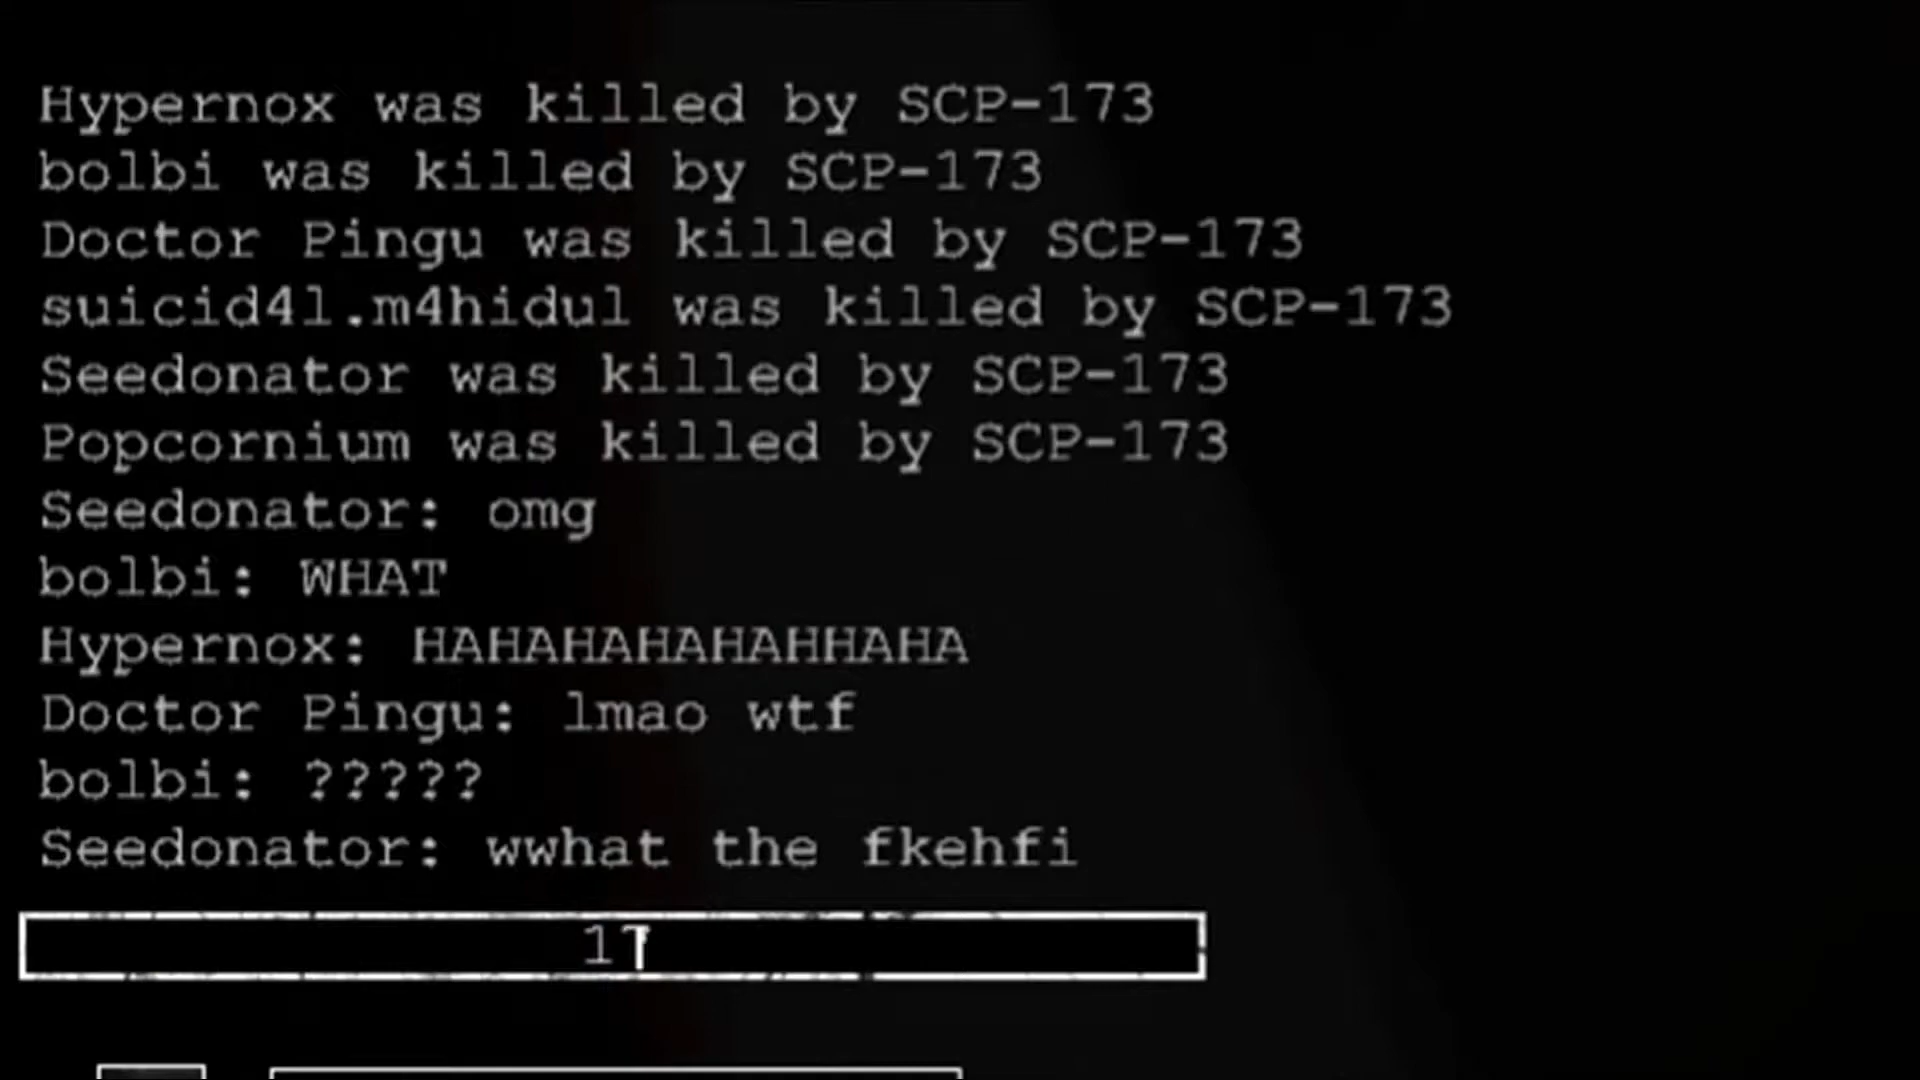 Hypernox was killed by SCP-173
bolbi was killed by SCP-173
Doctor Pingu was killed by SCP-173
suicid4l.m4hidul was killed by SCP-173
Seedonator was killed by SCP-173
Popcornium was killed by SCP-173
Seedonator: omg
bolbi: WHAT
Hypernox: HAHAHAHAHAHHAHA
Doctor Pingu: lmao wtf
bolbi: ?????
Seedonator: wwhat the fkehfi
17